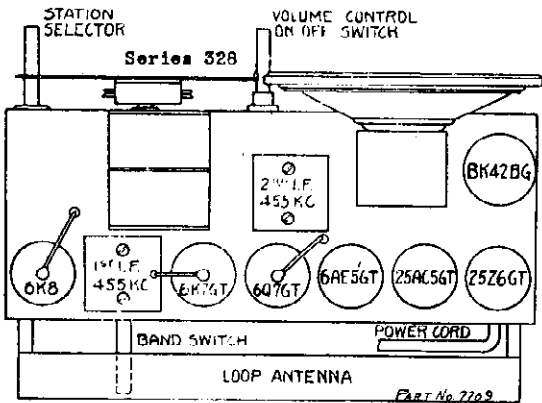 STATION
SELECTOR
VOLUME CONTROL
ON OFF SWITCH
Series 328
BK42BG
2ND I.F.
455 KC
6K8
1ST I.F.
455 KC
6K7GT
6Q7GT
6AE5GT
25AC5GT
25Z6GT
BAND SWITCH
POWER CORD
LOOP ANTENNA
PART No. 7709